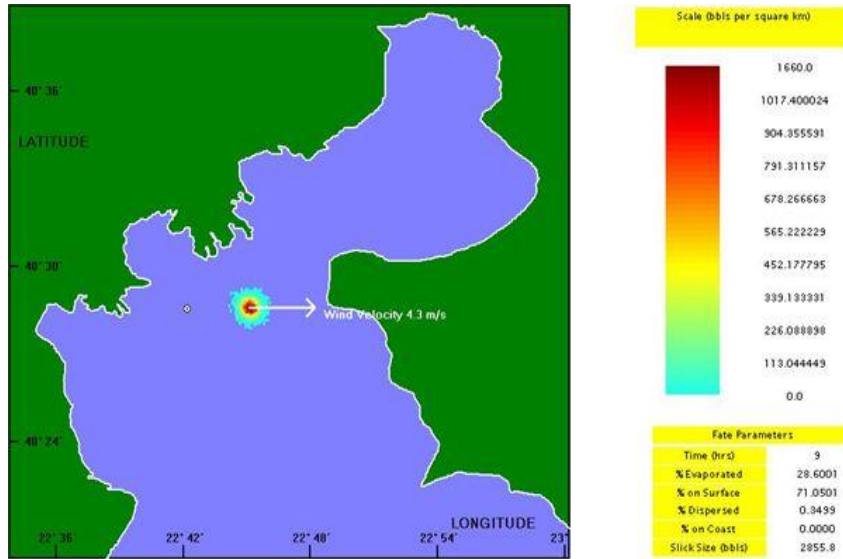 40° 36'
LATITUDE
40° 30'
Wind Velocity 4.3 m/s
40° 24'
LONGITUDE
22° 36' 22° 42' 22° 48' 22° 54' 23°
Scale (bbls per square km)
1660.0
1017.400024
904.355591
791.311157
678.266663
565.222229
452.177795
339.133331
226.088898
113.044449
0.0
Fate Parameters
Time (hrs) 9
% Evaporated 28.6001
% on Surface 71.0501
% Dispersed 0.3499
% on Coast 0.0000
Slick Size (bbls) 2855.8